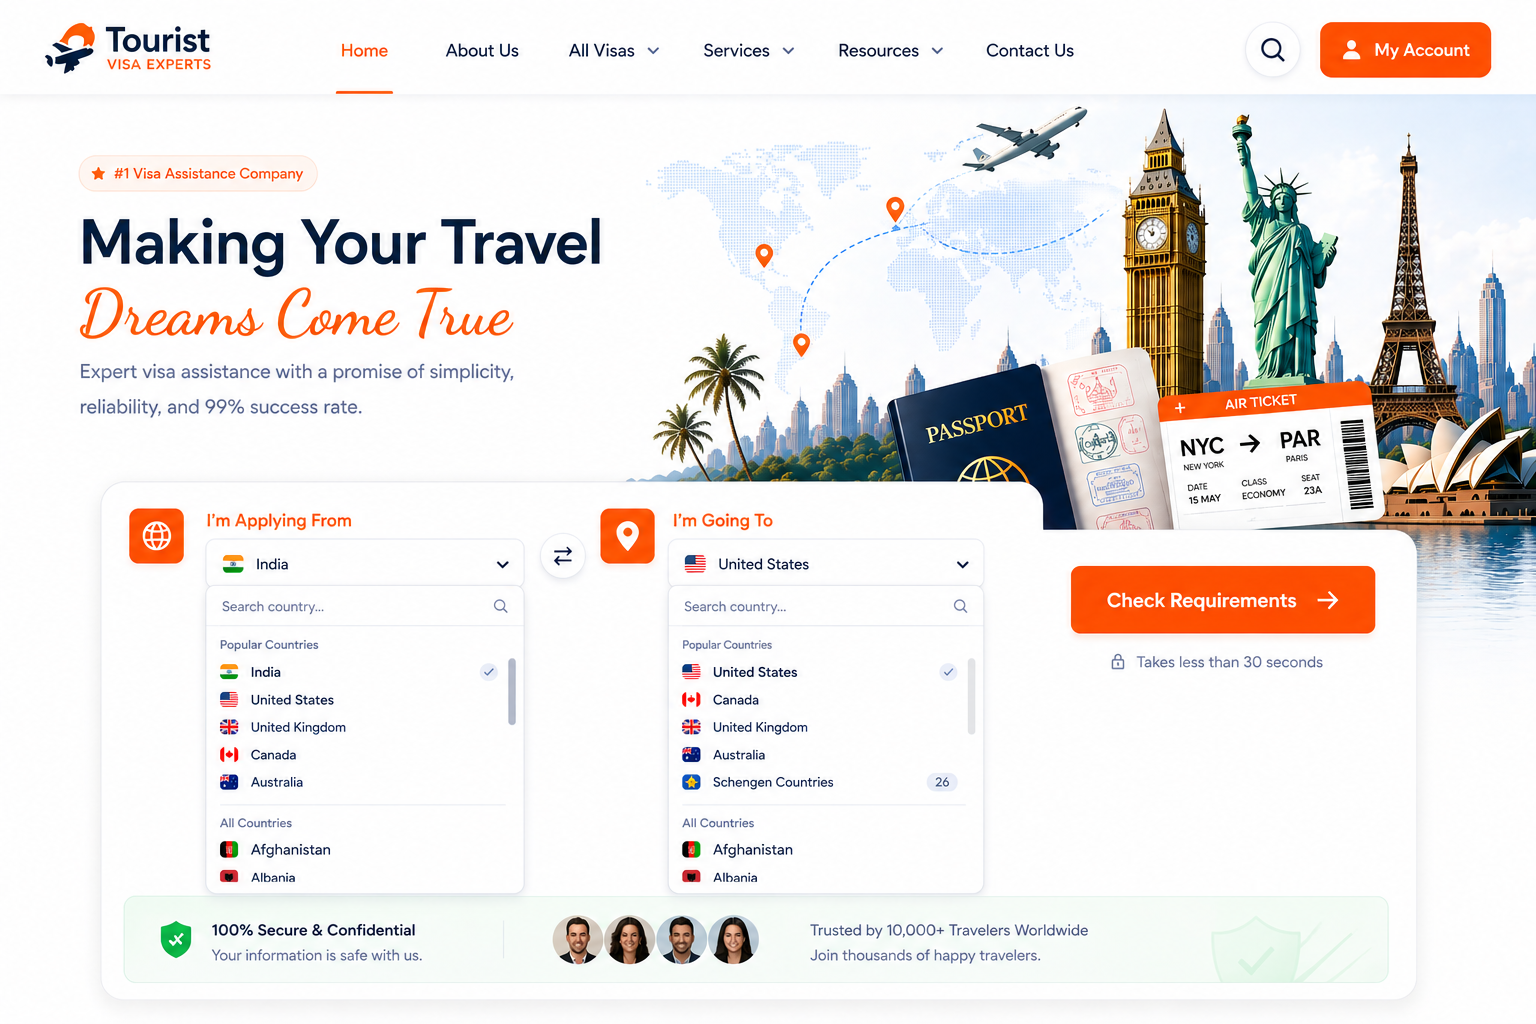 Tourist
VISA EXPERTS
Home
About Us
All Visas
Services
Resources
Contact Us
My Account
#1 Visa Assistance Company
Making Your Travel
Dreams Come True
Expert visa assistance with a promise of simplicity,
reliability, and 99% success rate.
PASSPORT
AIR TICKET
NYC → PAR
NEW YORK
PARIS
DATE
15 MAY
CLASS
ECONOMY
SEAT
23A
I'm Applying From
India
Search country...
Popular Countries
India
United States
United Kingdom
Canada
Australia
All Countries
Afghanistan
Albania
I'm Going To
United States
Search country...
Popular Countries
United States
Canada
United Kingdom
Australia
Schengen Countries 26
All Countries
Afghanistan
Albania
Check Requirements →
Takes less than 30 seconds
100% Secure & Confidential
Your information is safe with us.
Trusted by 10,000+ Travelers Worldwide
Join thousands of happy travelers.